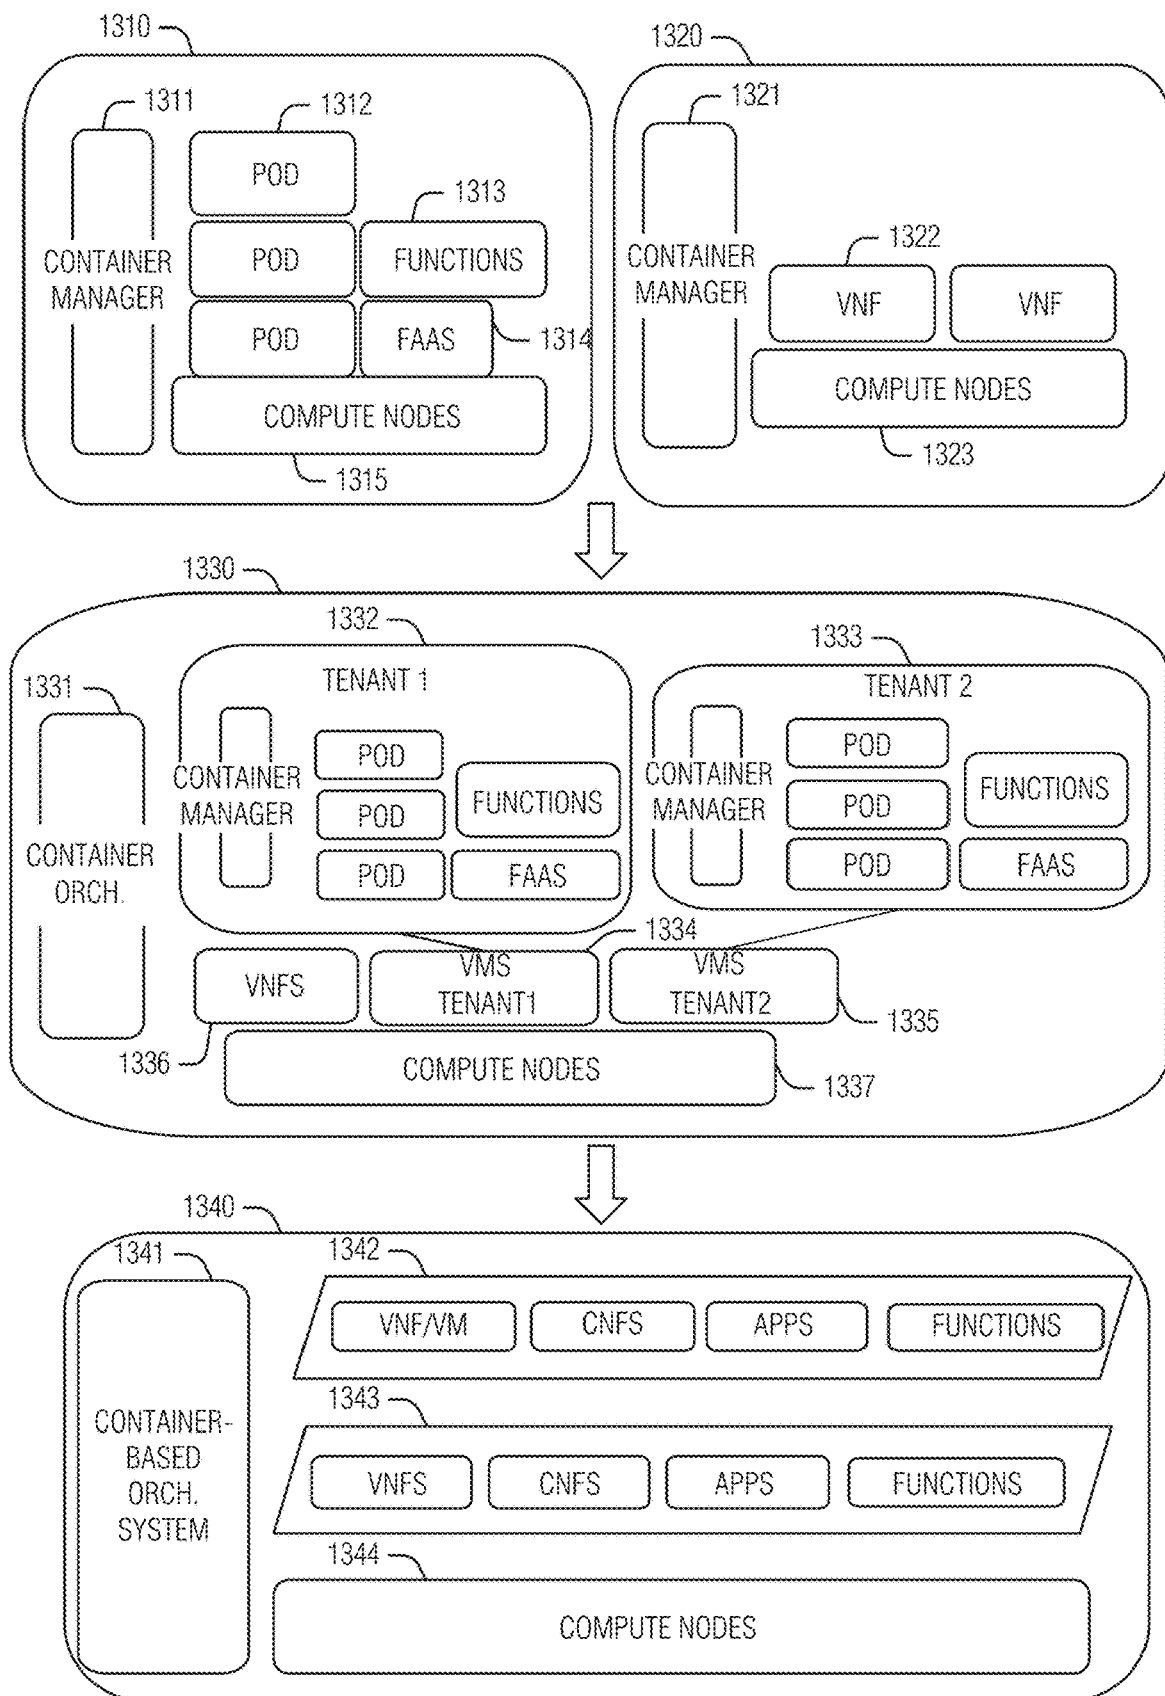 1310
1311
1312
POD
1313
CONTAINER
MANAGER
POD
FUNCTIONS
POD
FAAS
1314
COMPUTE NODES
1315
1320
1321
CONTAINER
MANAGER
1322
VNF
VNF
COMPUTE NODES
1323
1330
1331
CONTAINER
ORCH.
1332
TENANT 1
CONTAINER
MANAGER
POD
POD
POD
FUNCTIONS
FAAS
1333
TENANT 2
CONTAINER
MANAGER
POD
POD
POD
FUNCTIONS
FAAS
1334
VNFS
VMS
TENANT1
VMS
TENANT2
1335
1336
COMPUTE NODES
1337
1340
1341
CONTAINER-
BASED
ORCH.
SYSTEM
1342
VNF/VM
CNFS
APPS
FUNCTIONS
1343
VNFS
CNFS
APPS
FUNCTIONS
1344
COMPUTE NODES